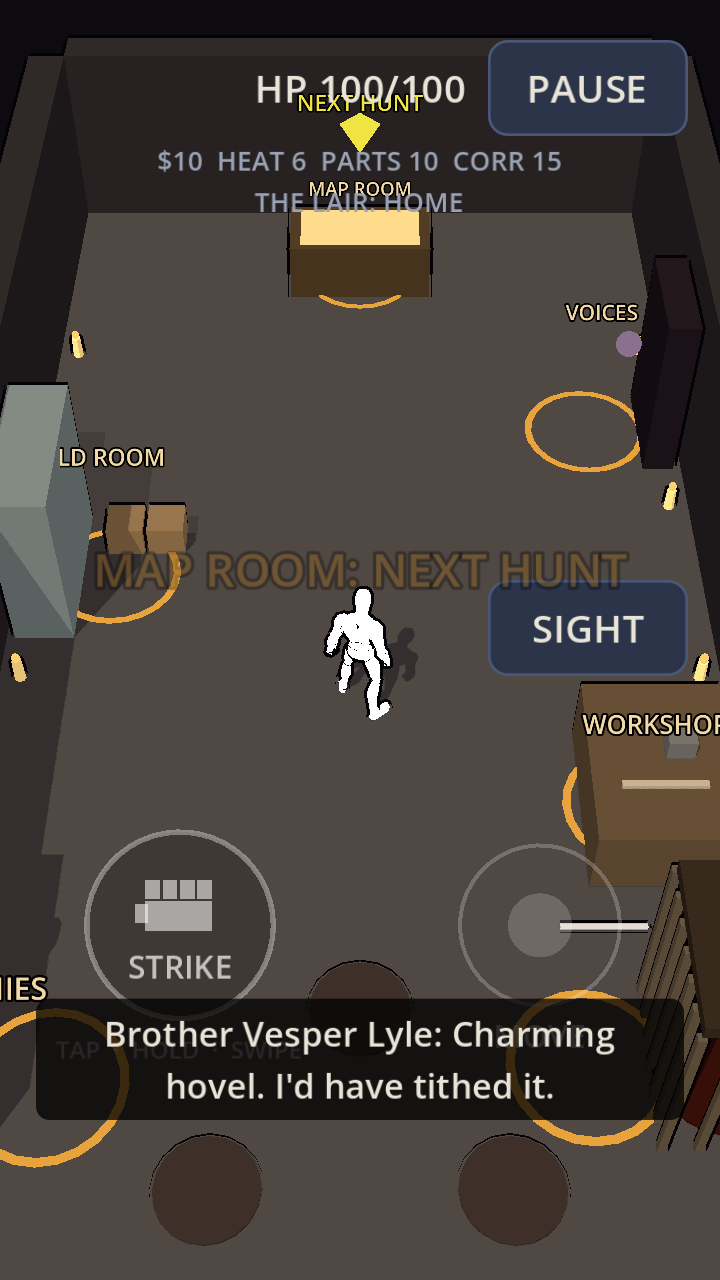 HP 100/100
PAUSE
NEXT HUNT
$10 HEAT 6 PARTS 10 CORR 15
MAP ROOM
THE LAIR: HOME
VOICES
LD ROOM
MAP ROOM: NEXT HUNT
SIGHT
WORKSHOP
STRIKE
IES
TAP · HOLD · SWIPE
MOVE
Brother Vesper Lyle: Charming
hovel. I'd have tithed it.